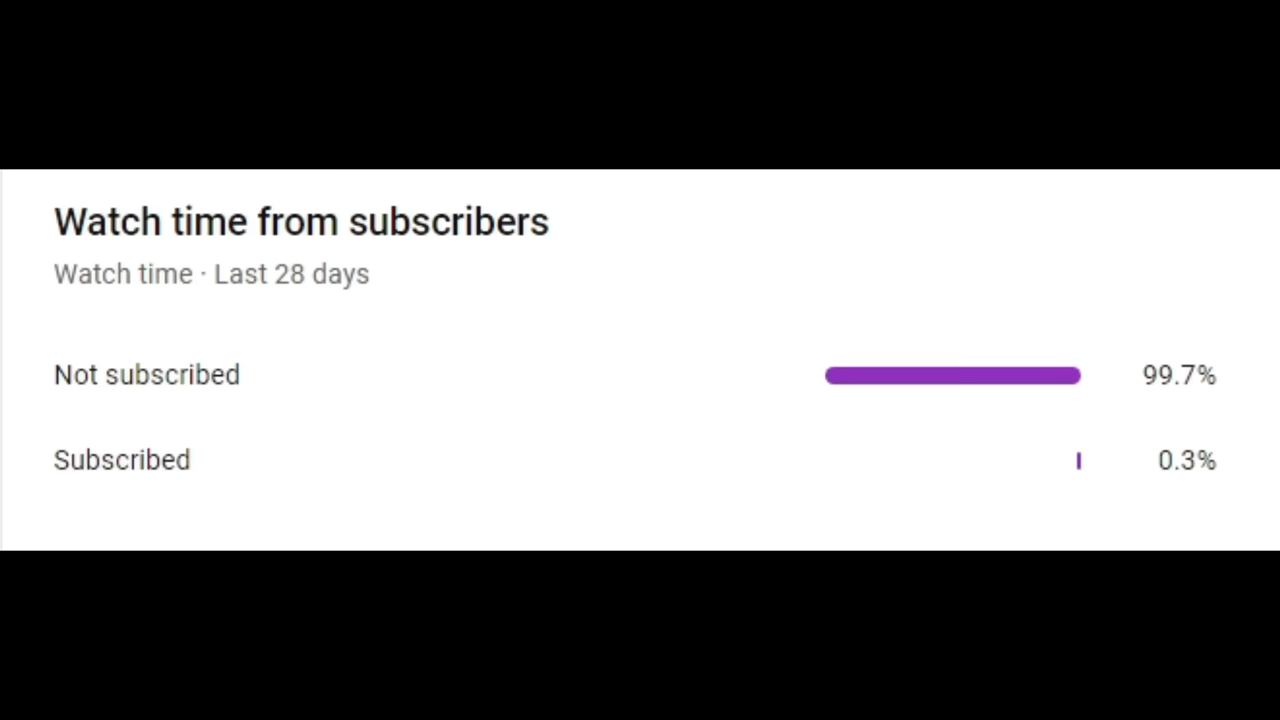 Watch time from subscribers
Watch time · Last 28 days
Not subscribed 99.7%
Subscribed 0.3%